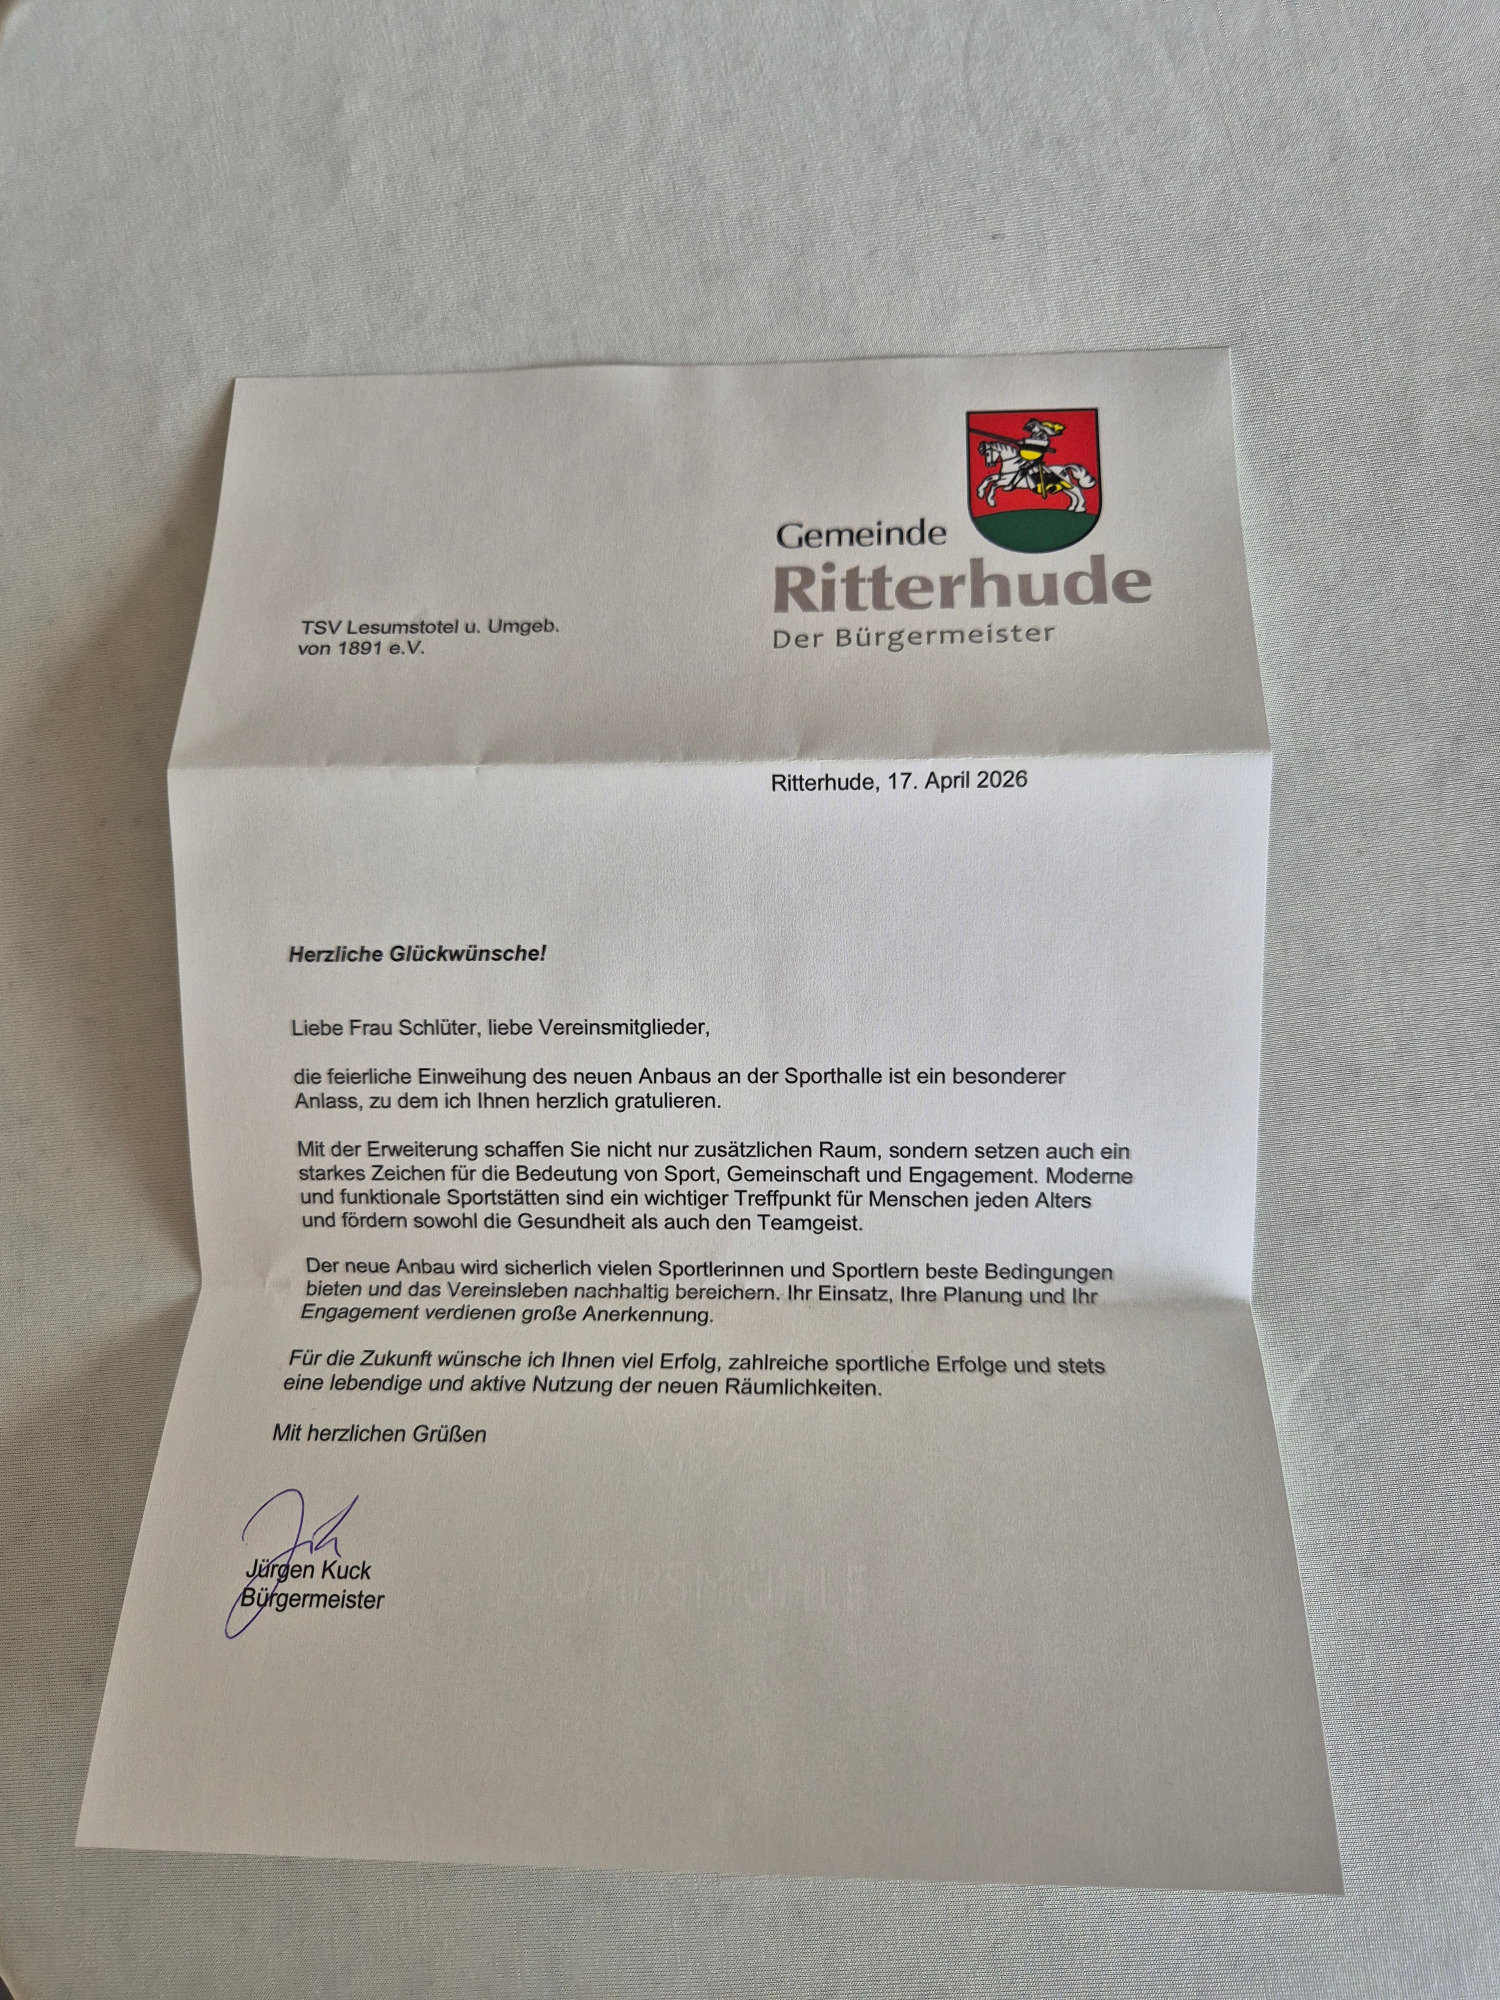 Gemeinde
Ritterhude
Der Bürgermeister
TSV Lesumstotel u. Umgeb.
von 1891 e.V.
Ritterhude, 17. April 2026
Herzliche Glückwünsche!
Liebe Frau Schlüter, liebe Vereinsmitglieder,
die feierliche Einweihung des neuen Anbaus an der Sporthalle ist ein besonderer
Anlass, zu dem ich Ihnen herzlich gratulieren.
Mit der Erweiterung schaffen Sie nicht nur zusätzlichen Raum, sondern setzen auch ein
starkes Zeichen für die Bedeutung von Sport, Gemeinschaft und Engagement. Moderne
und funktionale Sportstätten sind ein wichtiger Treffpunkt für Menschen jeden Alters
und fördern sowohl die Gesundheit als auch den Teamgeist.
Der neue Anbau wird sicherlich vielen Sportlerinnen und Sportlern beste Bedingungen
bieten und das Vereinsleben nachhaltig bereichern. Ihr Einsatz, Ihre Planung und Ihr
Engagement verdienen große Anerkennung.
Für die Zukunft wünsche ich Ihnen viel Erfolg, zahlreiche sportliche Erfolge und stets
eine lebendige und aktive Nutzung der neuen Räumlichkeiten.
Mit herzlichen Grüßen
Jürgen Kuck
Bürgermeister